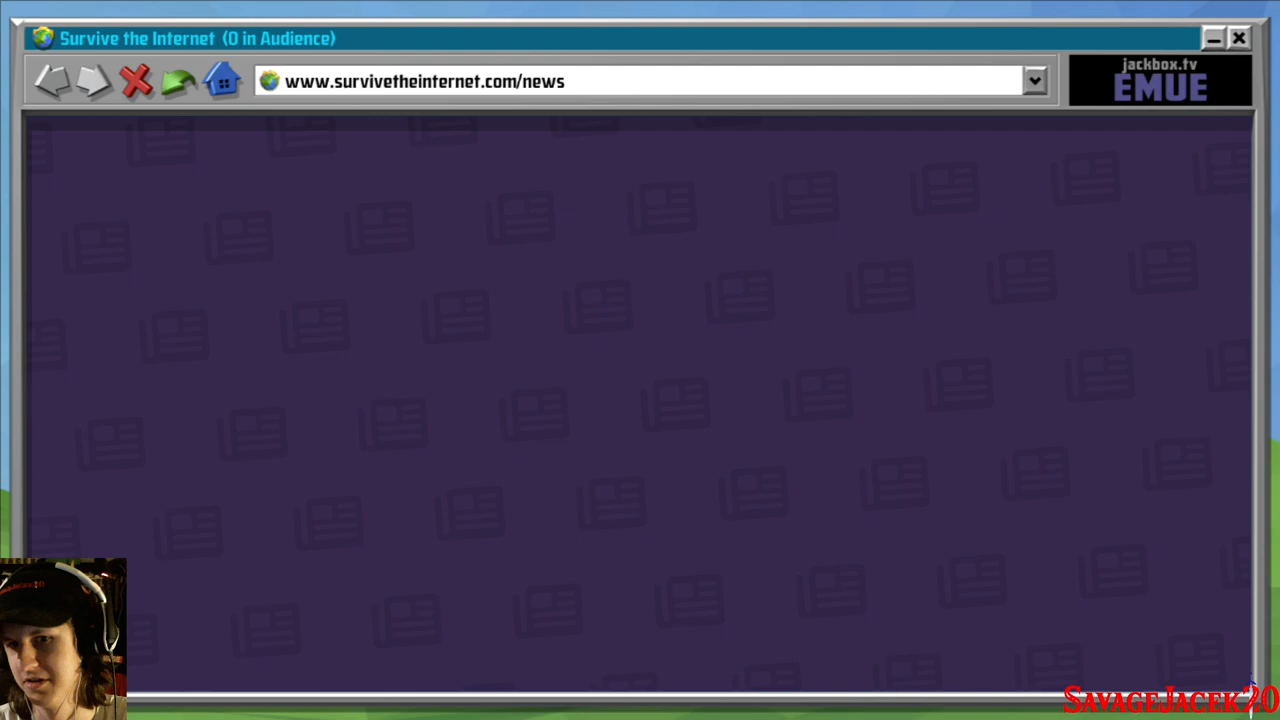 Survive the Internet (0 in Audience)
www.survivetheinternet.com/news
jackbox.tv
EMUE
SavageJacek20